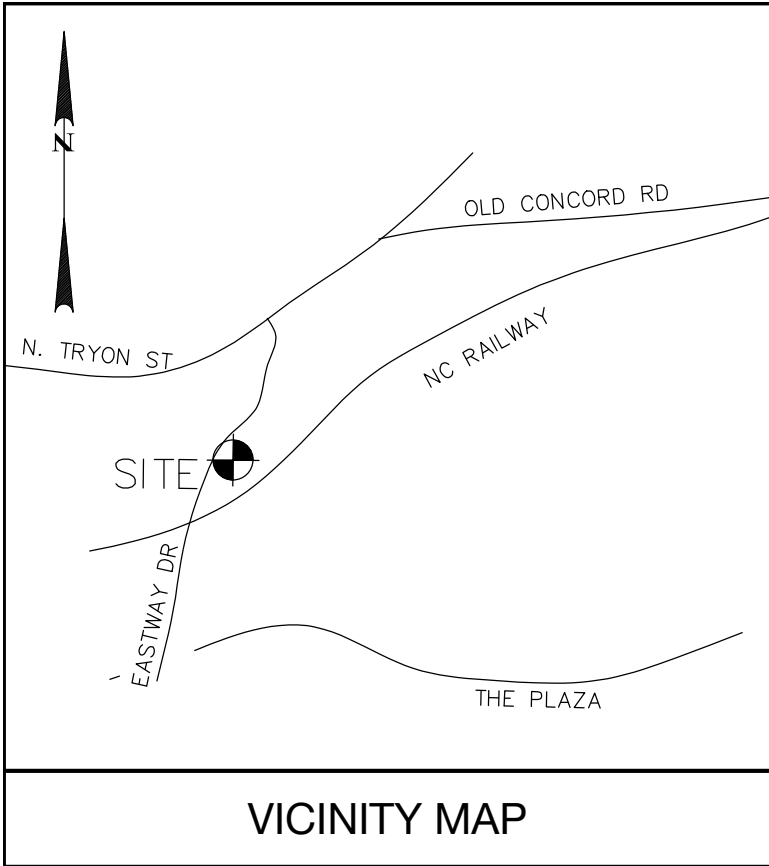 N
OLD CONCORD RD
N. TRYON ST
NC RAILWAY
SITE
EASTWAY DR
THE PLAZA
VICINITY MAP